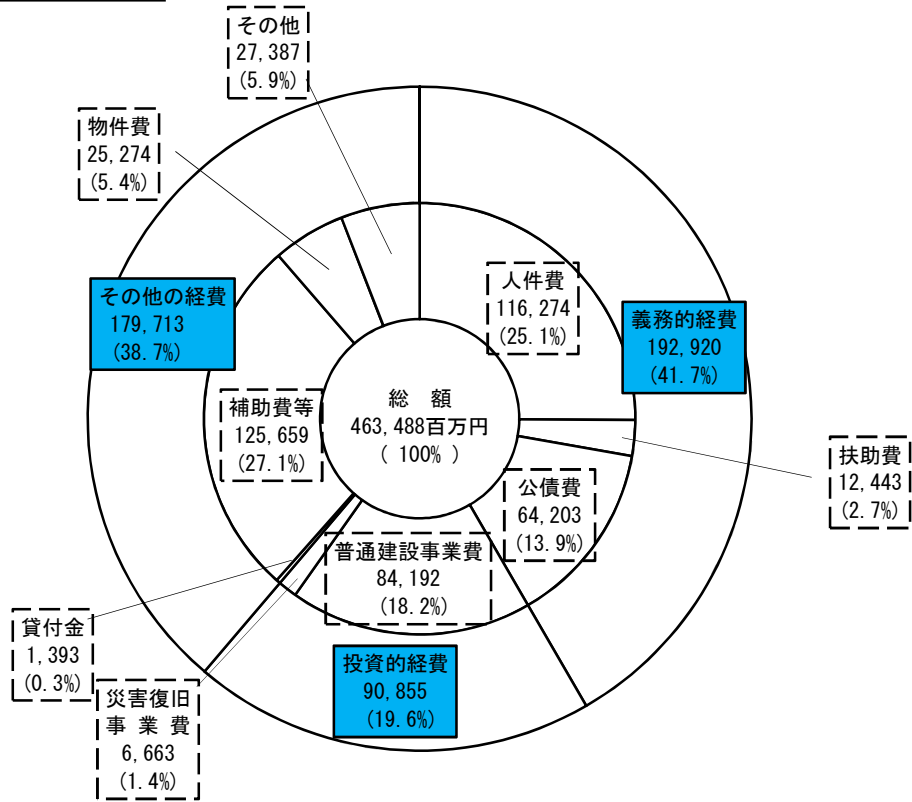 その他
27,387
(5.9%)
物件費
25,274
(5.4%)
人件費
116,274
(25.1%)
その他の経費
179,713
(38.7%)
義務的経費
192,920
(41.7%)
補助費等
125,659
(27.1%)
総　額
463,488百万円
( 100% )
扶助費
12,443
(2.7%)
公債費
64,203
(13.9%)
普通建設事業費
84,192
(18.2%)
貸付金
1,393
(0.3%)
投資的経費
90,855
(19.6%)
災害復旧
事 業 費
6,663
(1.4%)